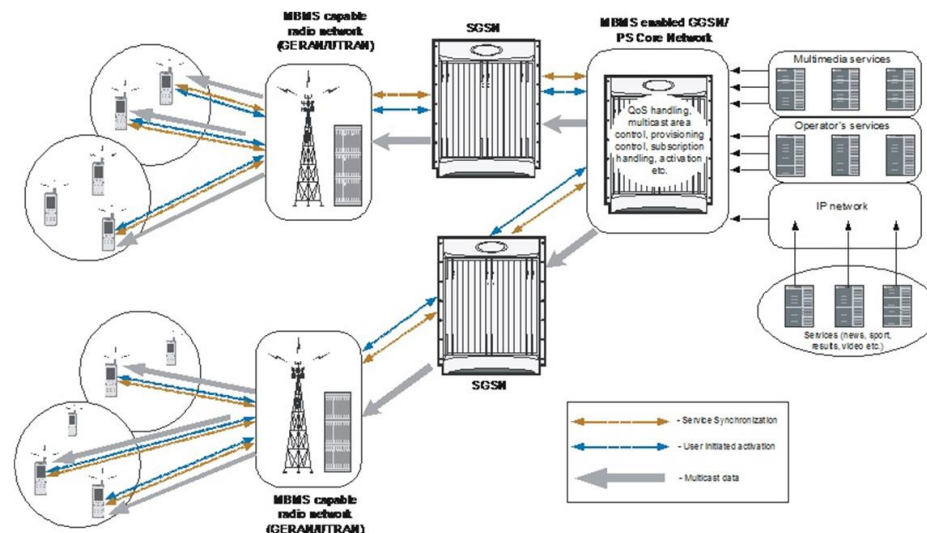 MBMS capable
radio network
(GERAN/UTRAN)
SGSN
MBMS enabled GGSN/
PS Core Network
QoS handling,
multicast area
control, provisioning
control, subscription
handling, activation
etc.
Multimedia services
Operator's services
IP network
Services (news, sport,
results, video etc.)
SGSN
MBMS capable
radio network
(GERAN/UTRAN)
- Service Synchronization
- User Initiated activation
- Multicast data